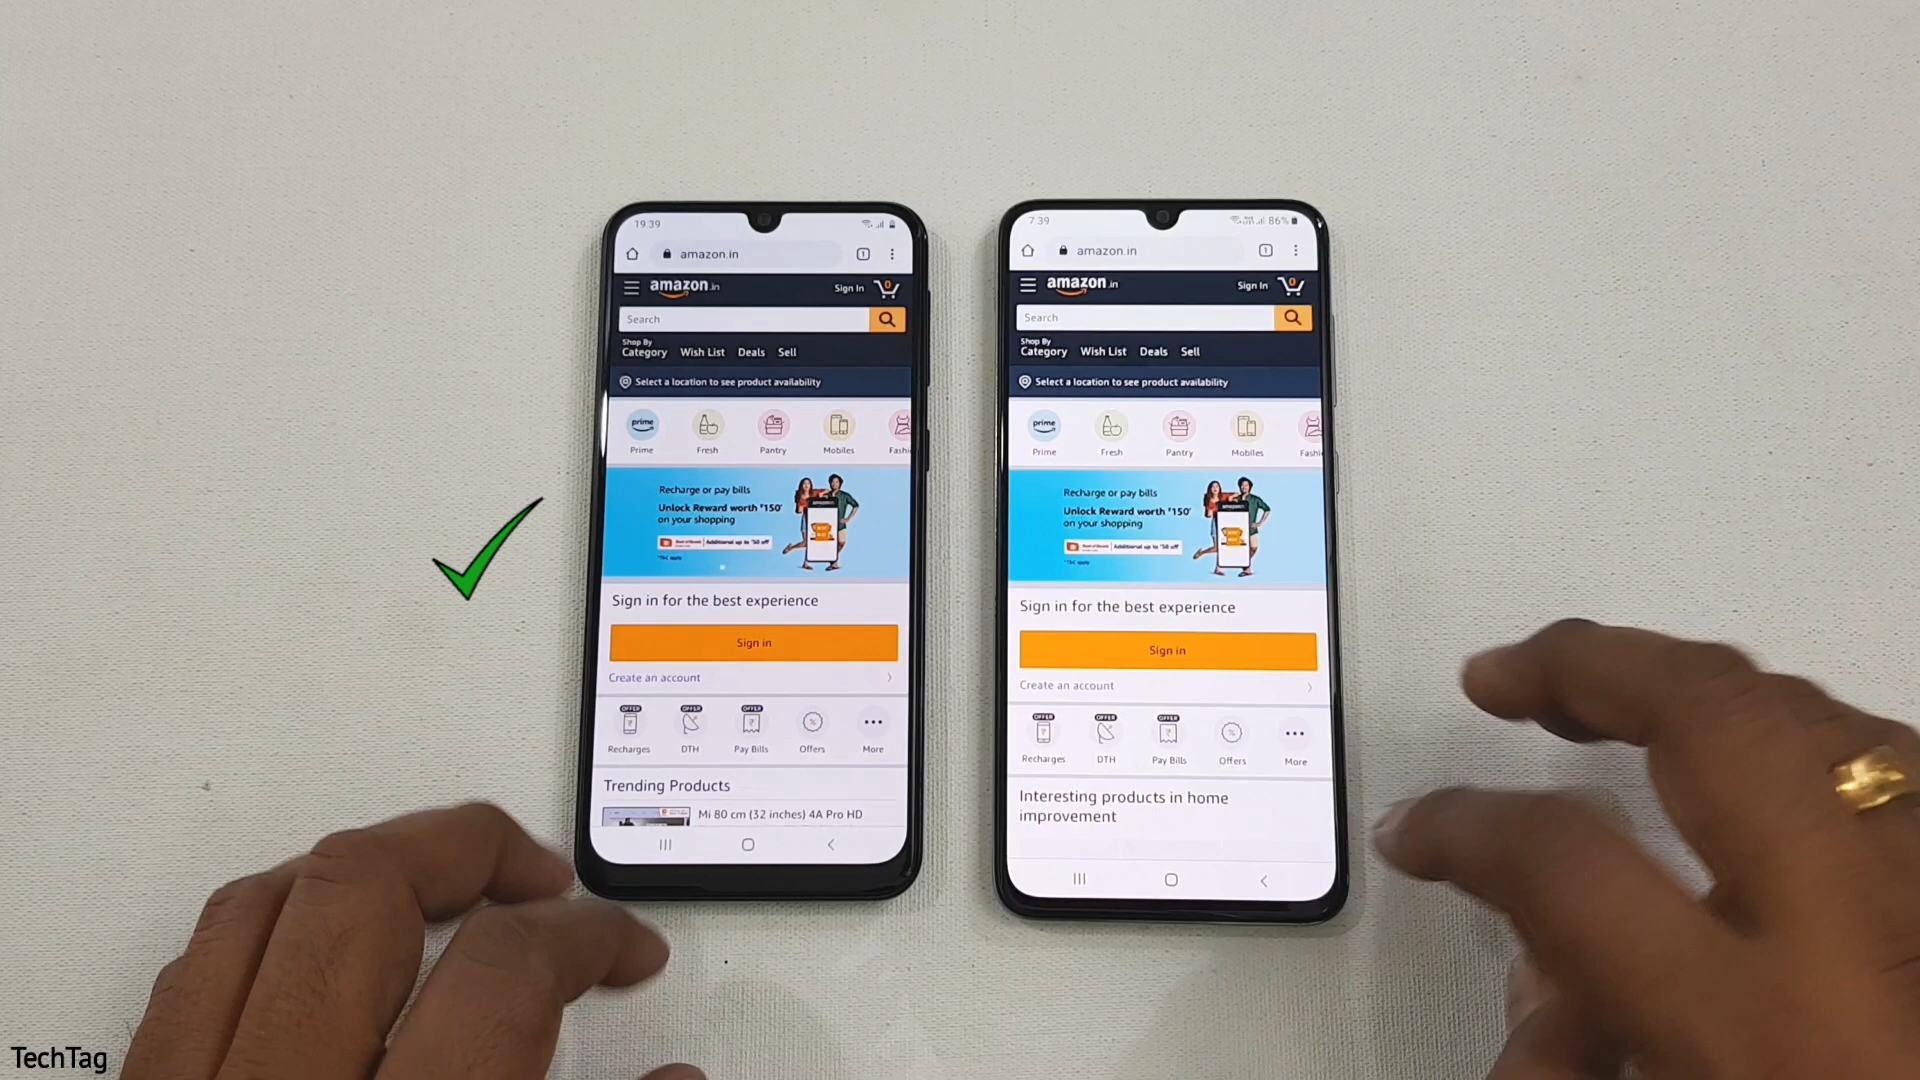 19:39
amazon.in
1
amazon.in
Sign In
0
Search
Shop By
Category
Wish List
Deals
Sell
Select a location to see product availability
prime
Prime
Fresh
Pantry
Mobiles
Fashi
Recharge or pay bills
Unlock Reward worth ₹150*
on your shopping
Additional up to ₹50 off
*T&C apply
Sign in for the best experience
Sign in
Create an account
OFFER
OFFER
OFFER
Recharges
DTH
Pay Bills
Offers
More
Trending Products
Mi 80 cm (32 inches) 4A Pro HD
7:39
86%
amazon.in
1
amazon.in
Sign In
0
Search
Shop By
Category
Wish List
Deals
Sell
Select a location to see product availability
prime
Prime
Fresh
Pantry
Mobiles
Fashi
Recharge or pay bills
Unlock Reward worth ₹150*
on your shopping
Additional up to ₹50 off
*T&C apply
Sign in for the best experience
Sign in
Create an account
OFFER
OFFER
OFFER
Recharges
DTH
Pay Bills
Offers
More
Interesting products in home
improvement
TechTag